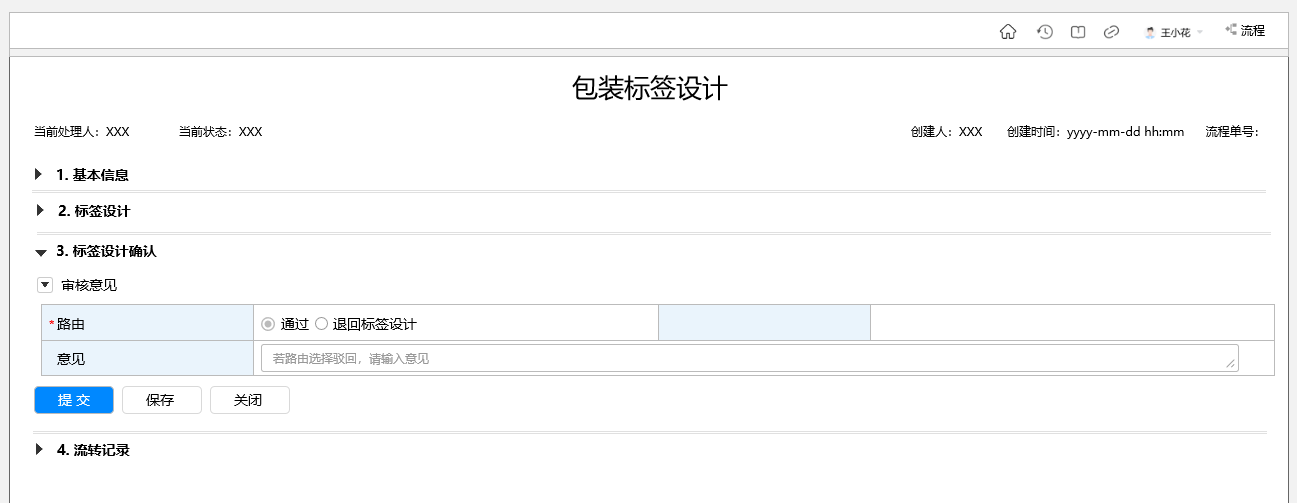 王小花 流程
包装标签设计
当前处理人：XXX 当前状态：XXX 创建人：XXX 创建时间：yyyy-mm-dd hh:mm 流程单号：
1. 基本信息
2. 标签设计
3. 标签设计确认
审核意见
*路由 通过 退回标签设计
意见 若路由选择驳回，请输入意见
提 交 保存 关闭
4. 流转记录